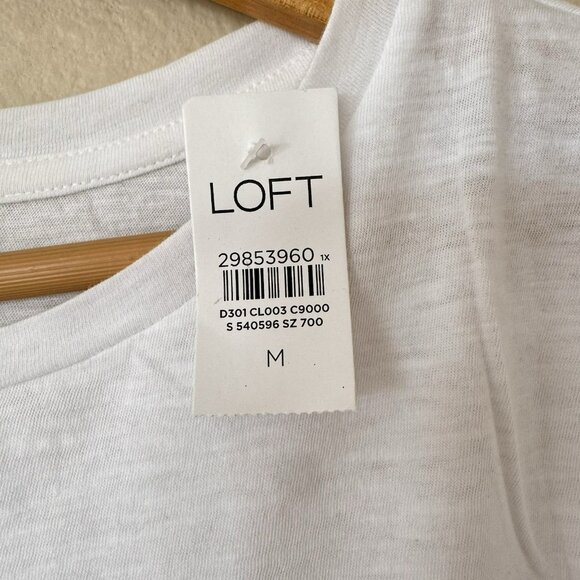 LOFT
29853960 1X
D301 CL003 C9000
S 540596 SZ 700
M